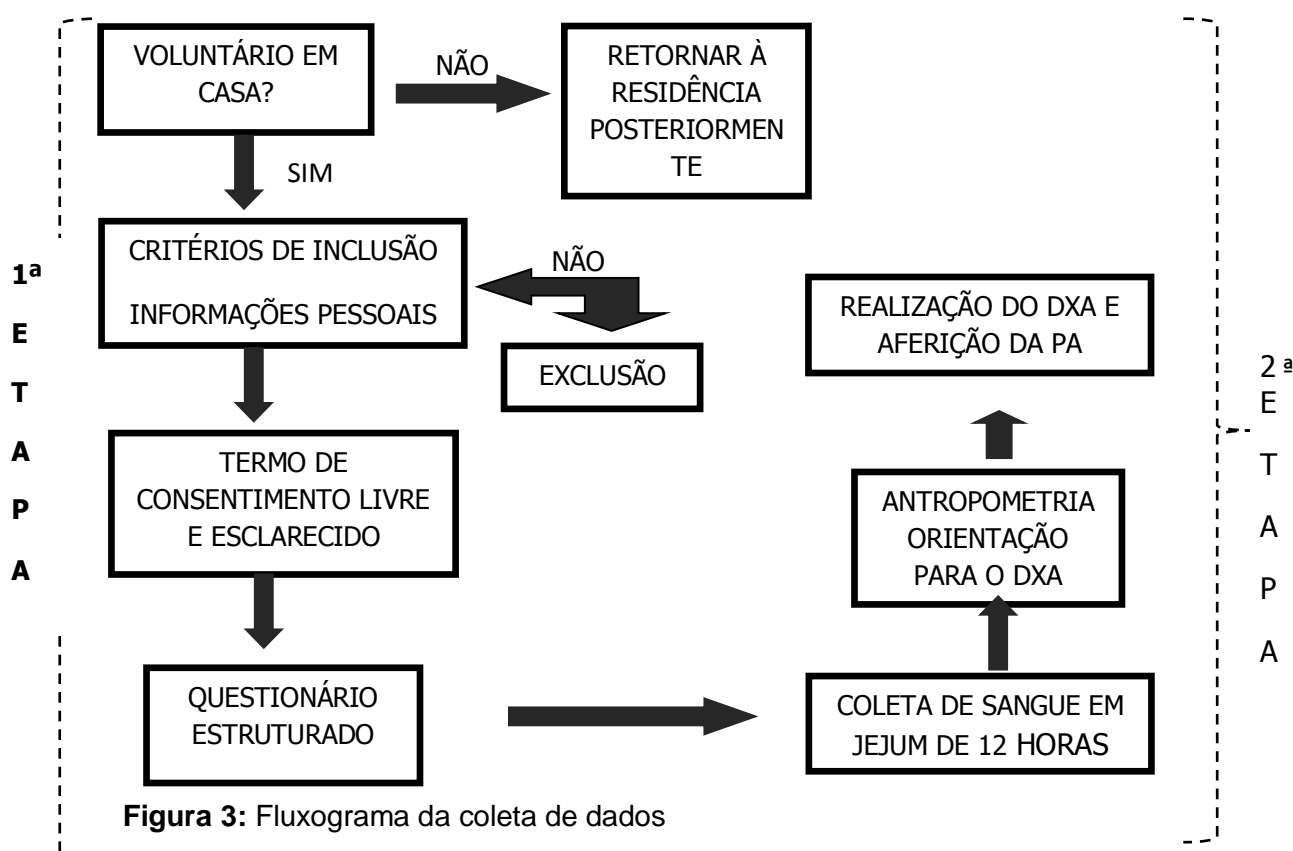 VOLUNTÁRIO EM
CASA?
NÃO
RETORNAR À
RESIDÊNCIA
POSTERIORMEN
TE
SIM
CRITÉRIOS DE INCLUSÃO
INFORMAÇÕES PESSOAIS
NÃO
EXCLUSÃO
1ª
E
T
A
P
A
TERMO DE
CONSENTIMENTO LIVRE
E ESCLARECIDO
QUESTIONÁRIO
ESTRUTURADO
REALIZAÇÃO DO DXA E
AFERIÇÃO DA PA
ANTROPOMETRIA
ORIENTAÇÃO
PARA O DXA
COLETA DE SANGUE EM
JEJUM DE 12 HORAS
2ª
E
T
A
P
A
Figura 3: Fluxograma da coleta de dados